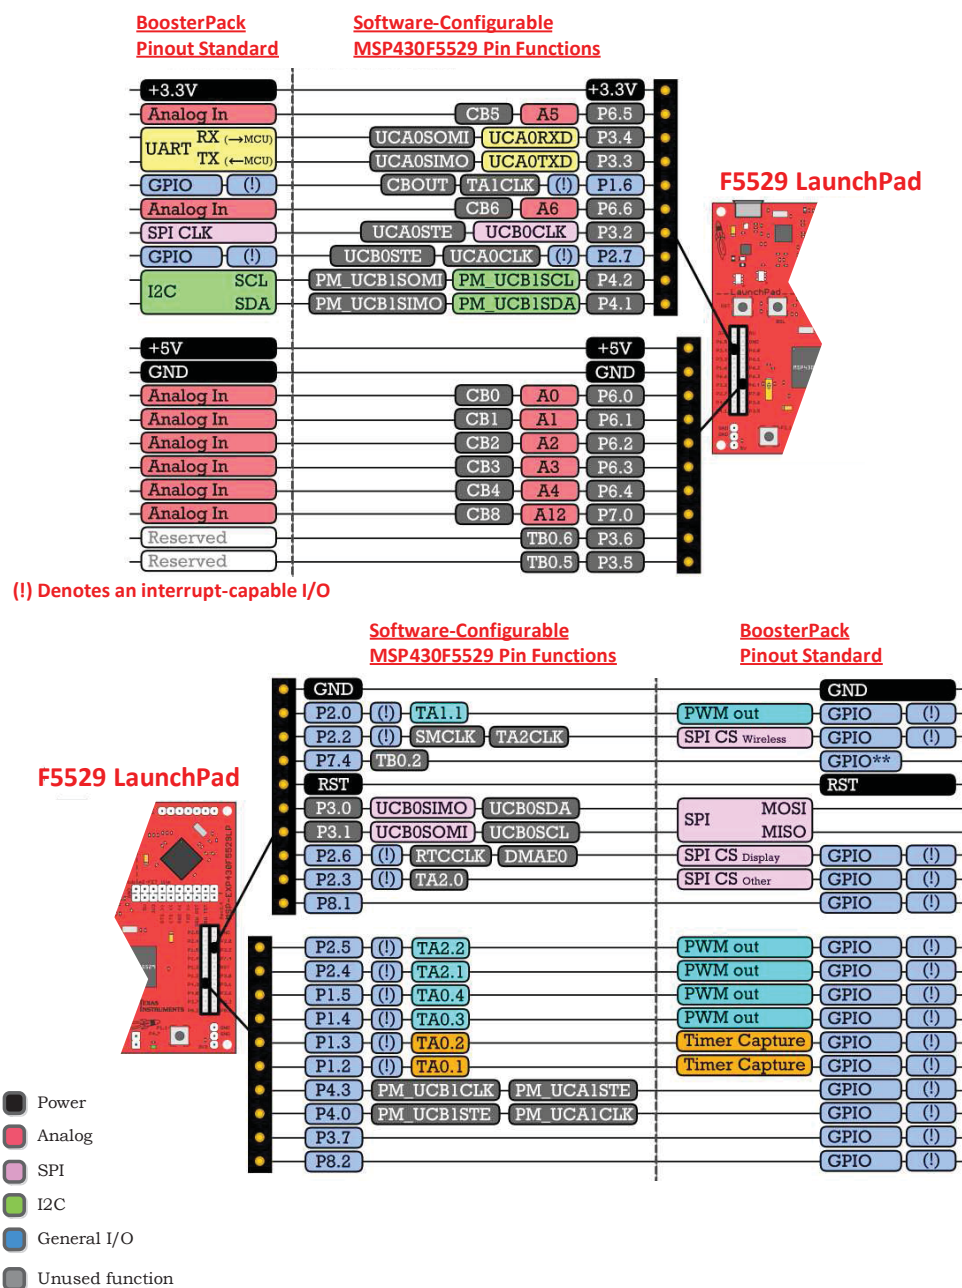 BoosterPack Software-Configurable
Pinout Standard MSP430F5529 Pin Functions
+3.3V +3.3V
Analog In CB5 A5 P6.5
UART RX (→MCU) UCA0SOMI UCA0RXD P3.4
TX (←MCU) UCA0SIMO UCA0TXD P3.3
GPIO (!) CBOUT TA1CLK (!) P1.6
Analog In CB6 A6 P6.6
SPI CLK UCA0STE UCB0CLK P3.2
GPIO (!) UCB0STE UCA0CLK (!) P2.7
I2C SCL PM_UCB1SOMI PM_UCB1SCL P4.2
SDA PM_UCB1SIMO PM_UCB1SDA P4.1
F5529 LaunchPad
LaunchPad
+5V +5V
GND GND
Analog In CB0 A0 P6.0
Analog In CB1 A1 P6.1
Analog In CB2 A2 P6.2
Analog In CB3 A3 P6.3
Analog In CB4 A4 P6.4
Analog In CB8 A12 P7.0
Reserved TB0.6 P3.6
Reserved TB0.5 P3.5
(!) Denotes an interrupt-capable I/O
Software-Configurable BoosterPack
MSP430F5529 Pin Functions Pinout Standard
GND GND
P2.0 (!) TA1.1 PWM out GPIO (!)
P2.2 (!) SMCLK TA2CLK SPI CS Wireless GPIO (!)
P7.4 TB0.2 GPIO**
RST RST
P3.0 UCB0SIMO UCB0SDA SPI MOSI
P3.1 UCB0SOMI UCB0SCL MISO
P2.6 (!) RTCCLK DMAE0 SPI CS Display GPIO (!)
P2.3 (!) TA2.0 SPI CS Other GPIO (!)
P8.1 GPIO (!)
F5529 LaunchPad
MSP-EXP430F5529LP
TEXAS
INSTRUMENTS
P2.5 (!) TA2.2 PWM out GPIO (!)
P2.4 (!) TA2.1 PWM out GPIO (!)
P1.5 (!) TA0.4 PWM out GPIO (!)
P1.4 (!) TA0.3 PWM out GPIO (!)
P1.3 (!) TA0.2 Timer Capture GPIO (!)
P1.2 (!) TA0.1 Timer Capture GPIO (!)
P4.3 PM_UCB1CLK PM_UCA1STE GPIO (!)
P4.0 PM_UCB1STE PM_UCA1CLK GPIO (!)
P3.7 GPIO (!)
P8.2 GPIO (!)
Power
Analog
SPI
I2C
General I/O
Unused function